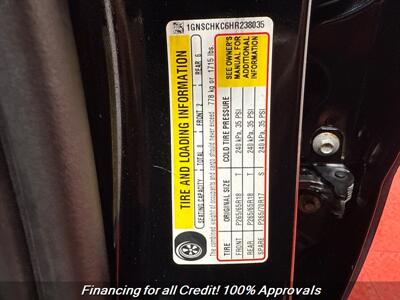 1GNSCHKC6HR238035
TIRE AND LOADING INFORMATION
SEATING CAPACITY TOTAL 8 FRONT 2 REAR 6
The combined weight of occupants and cargo should never exceed 778 kg or 1715 lbs.
TIRE ORIGINAL SIZE COLD TIRE PRESSURE
FRONT P265/65R18 T 240 kPa, 35 PSI
REAR P265/65R18 T 240 kPa, 35 PSI
SPARE P265/70R17 S 240 kPa, 35 PSI
SEE OWNER'S
MANUAL FOR
ADDITIONAL
INFORMATION
Financing for all Credit! 100% Approvals